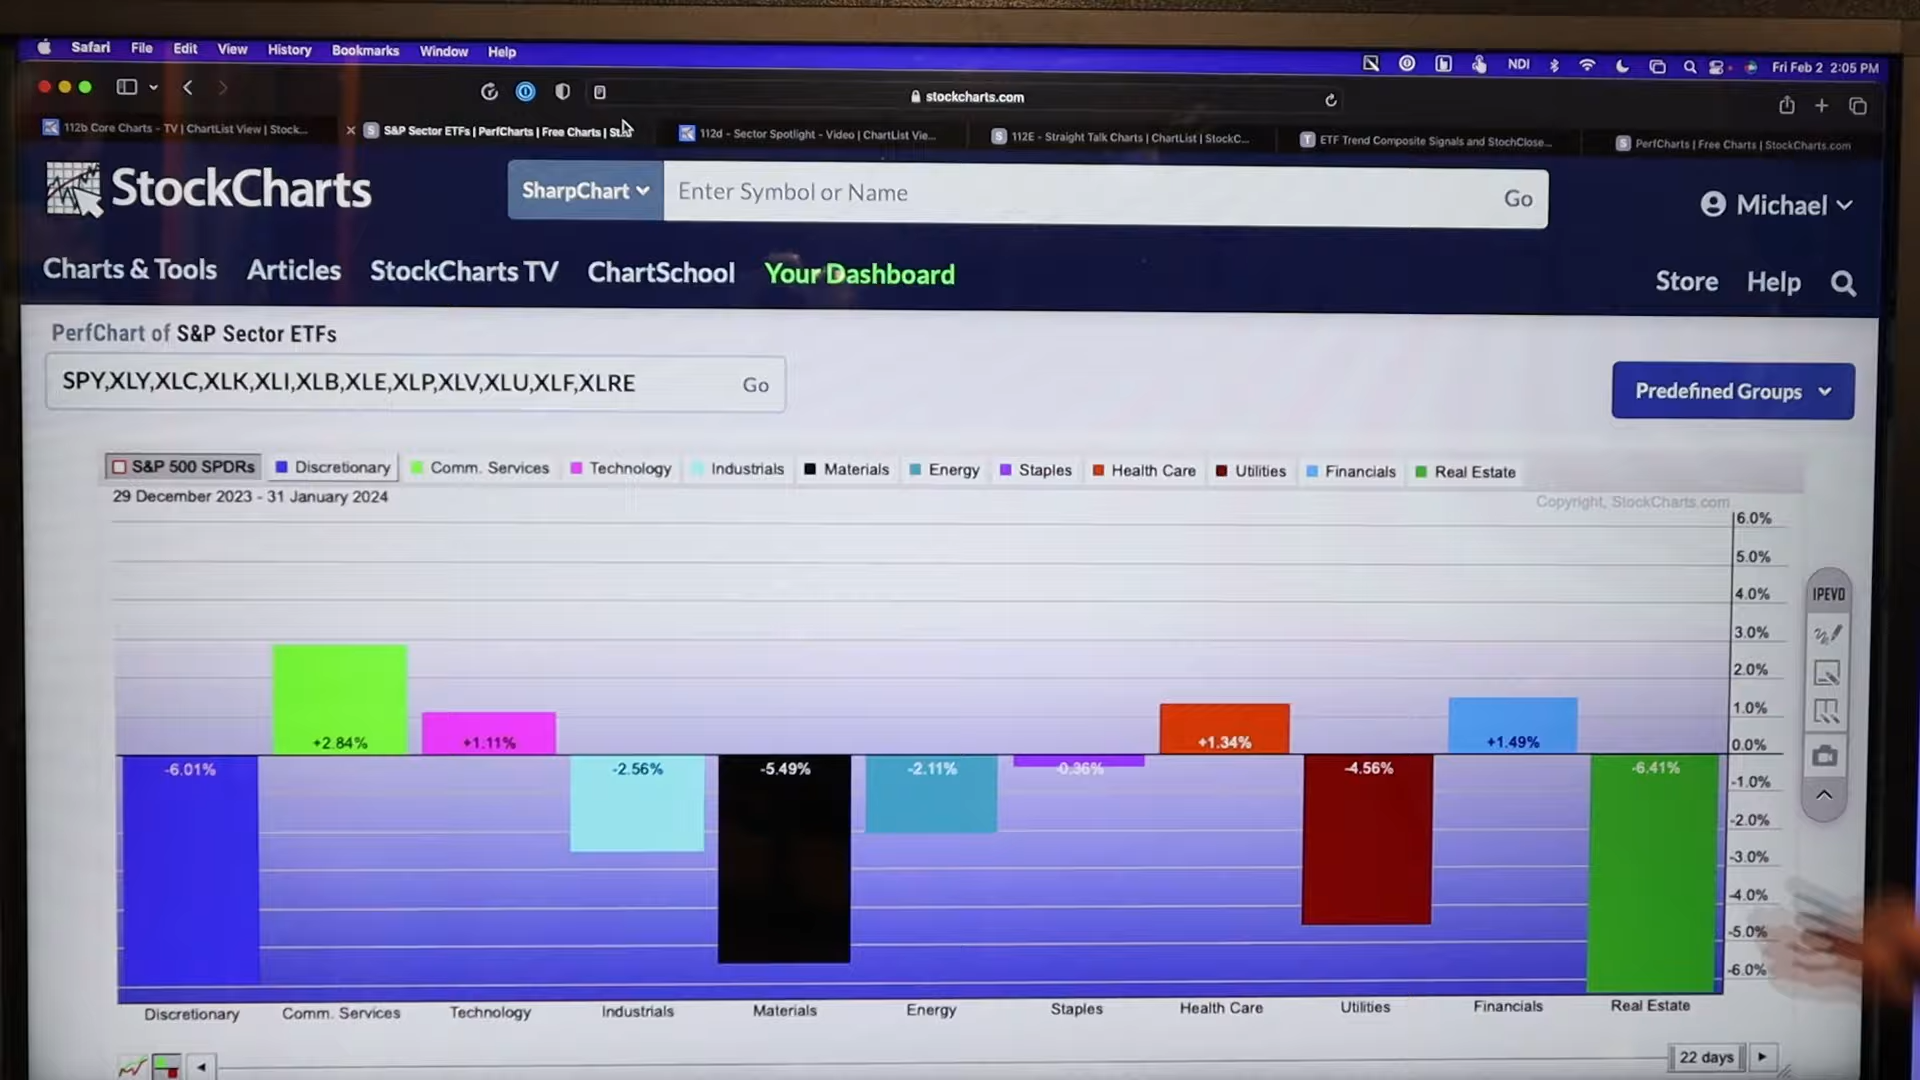 Safari File Edit View History Bookmarks Window Help
NDI Fri Feb 2 2:05 PM
stockcharts.com
112b Core Charts - TV | ChartList View | Stock...
S&P Sector ETFs | PerfCharts | Free Charts |
112d - Sector Spotlight - Video | ChartList Vie...
112E - Straight Talk Charts | ChartList | StockC...
ETF Trend Composite Signals and StochClose...
PerfCharts | Free Charts | StockCharts.com
StockCharts
SharpChart
Enter Symbol or Name
Go
Michael
Charts & Tools Articles StockCharts TV ChartSchool Your Dashboard
Store Help
PerfChart of S&P Sector ETFs
SPY,XLY,XLC,XLK,XLI,XLB,XLE,XLP,XLV,XLU,XLF,XLRE Go
Predefined Groups
S&P 500 SPDRs Discretionary Comm. Services Technology Industrials Materials Energy Staples Health Care Utilities Financials Real Estate
29 December 2023 - 31 January 2024
Copyright, StockCharts.com
6.0%
5.0%
4.0%
3.0%
2.0%
1.0%
0.0%
-1.0%
-2.0%
-3.0%
-4.0%
-5.0%
-6.0%
IPEVO
+2.84% +1.11% +1.34% +1.49%
-6.01% -2.56% -5.49% -2.11% -0.36% -4.56% -6.41%
Discretionary Comm. Services Technology Industrials Materials Energy Staples Health Care Utilities Financials Real Estate
22 days